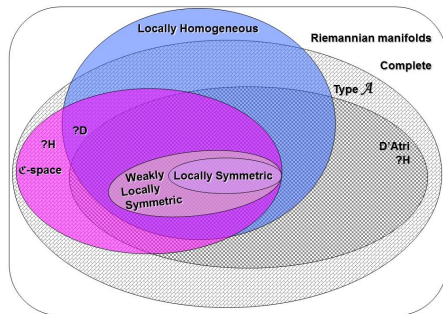 Locally Homogeneous
Riemannian manifolds
Complete
Type 𝒜
?D
?H
D'Atri
?H
ℭ-space
Weakly
Locally
Symmetric
Locally Symmetric